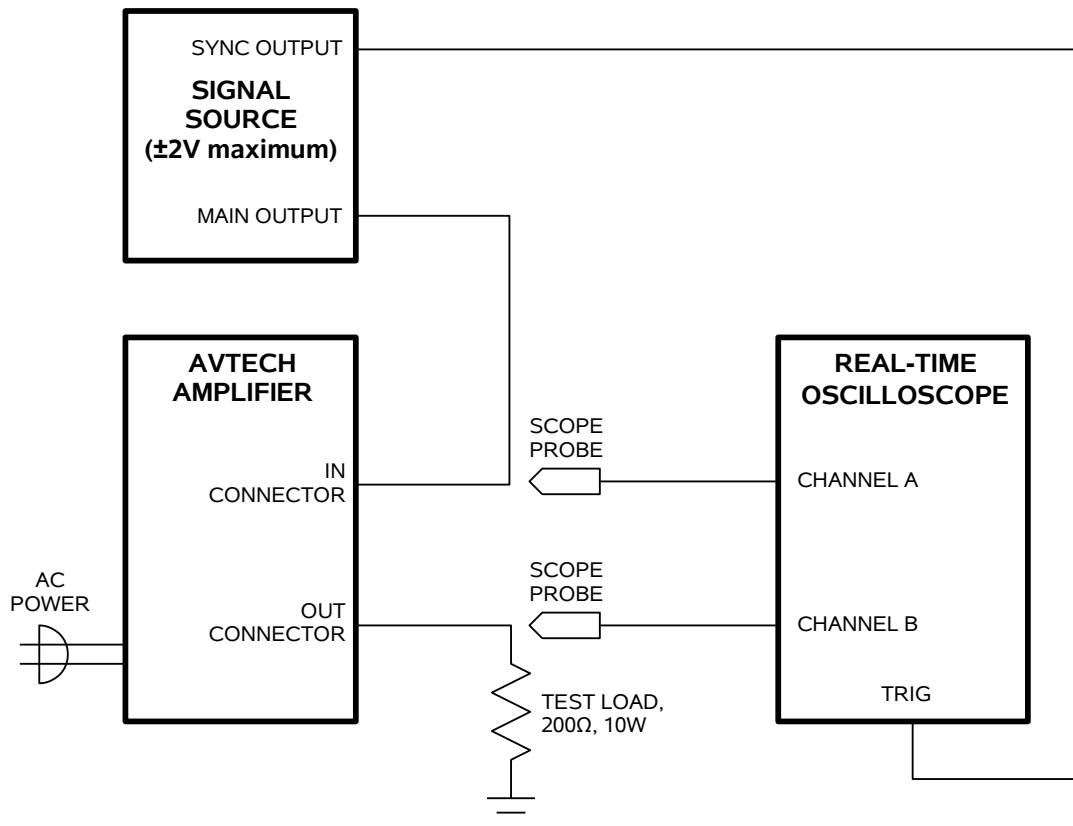 SYNC OUTPUT
SIGNAL
SOURCE
(±2V maximum)
MAIN OUTPUT
AVTECH
AMPLIFIER
IN
CONNECTOR
OUT
CONNECTOR
AC
POWER
SCOPE
PROBE
SCOPE
PROBE
TEST LOAD,
200Ω, 10W
REAL-TIME
OSCILLOSCOPE
CHANNEL A
CHANNEL B
TRIG